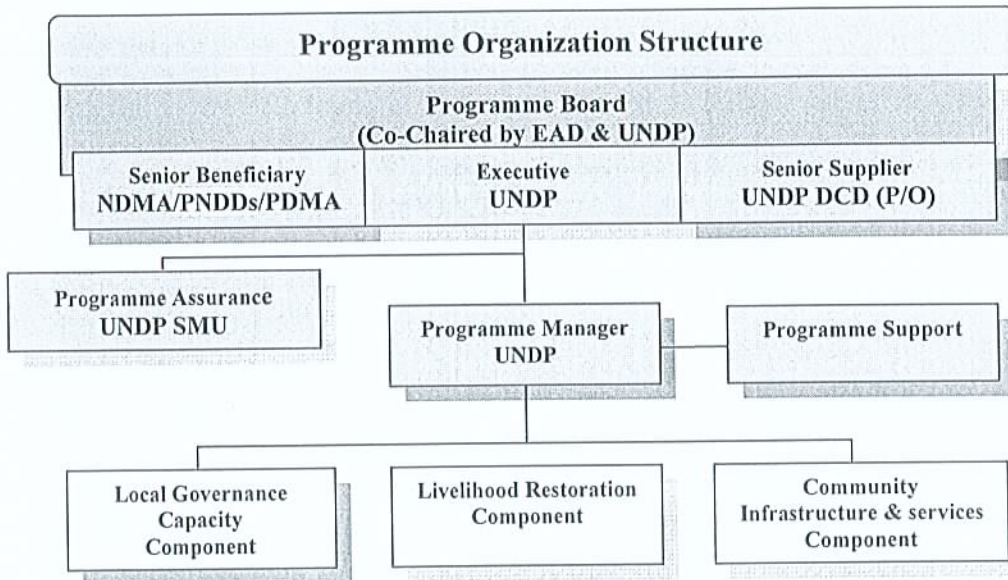 Programme Organization Structure
Programme Board
(Co-Chaired by EAD & UNDP)
Senior Beneficiary
NDMA/PNDDs/PDMA
Executive
UNDP
Senior Supplier
UNDP DCD (P/O)
Programme Assurance
UNDP SMU
Programme Manager
UNDP
Programme Support
Local Governance
Capacity
Component
Livelihood Restoration
Component
Community
Infrastructure & services
Component